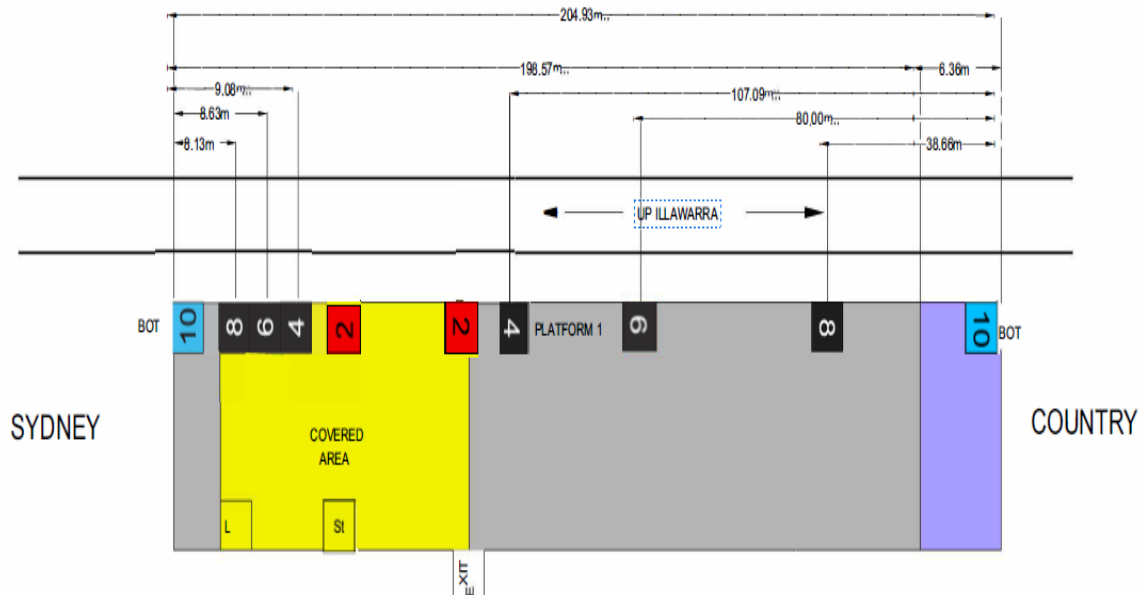 204.93m..
198.57m..
6.36m
9.08m..
107.09m..
8.63m
80.00m..
8.13m
38.66m
UP ILLAWARRA
BOT
10
8
6
4
2
2
4
PLATFORM 1
6
8
10
BOT
SYDNEY
COUNTRY
COVERED
AREA
L
St
EXIT